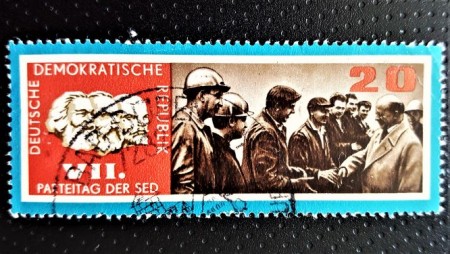 DEUTSCHE
DEMOKRATISCHE
REPUBLIK
VII.
PARTEITAG DER SED
20